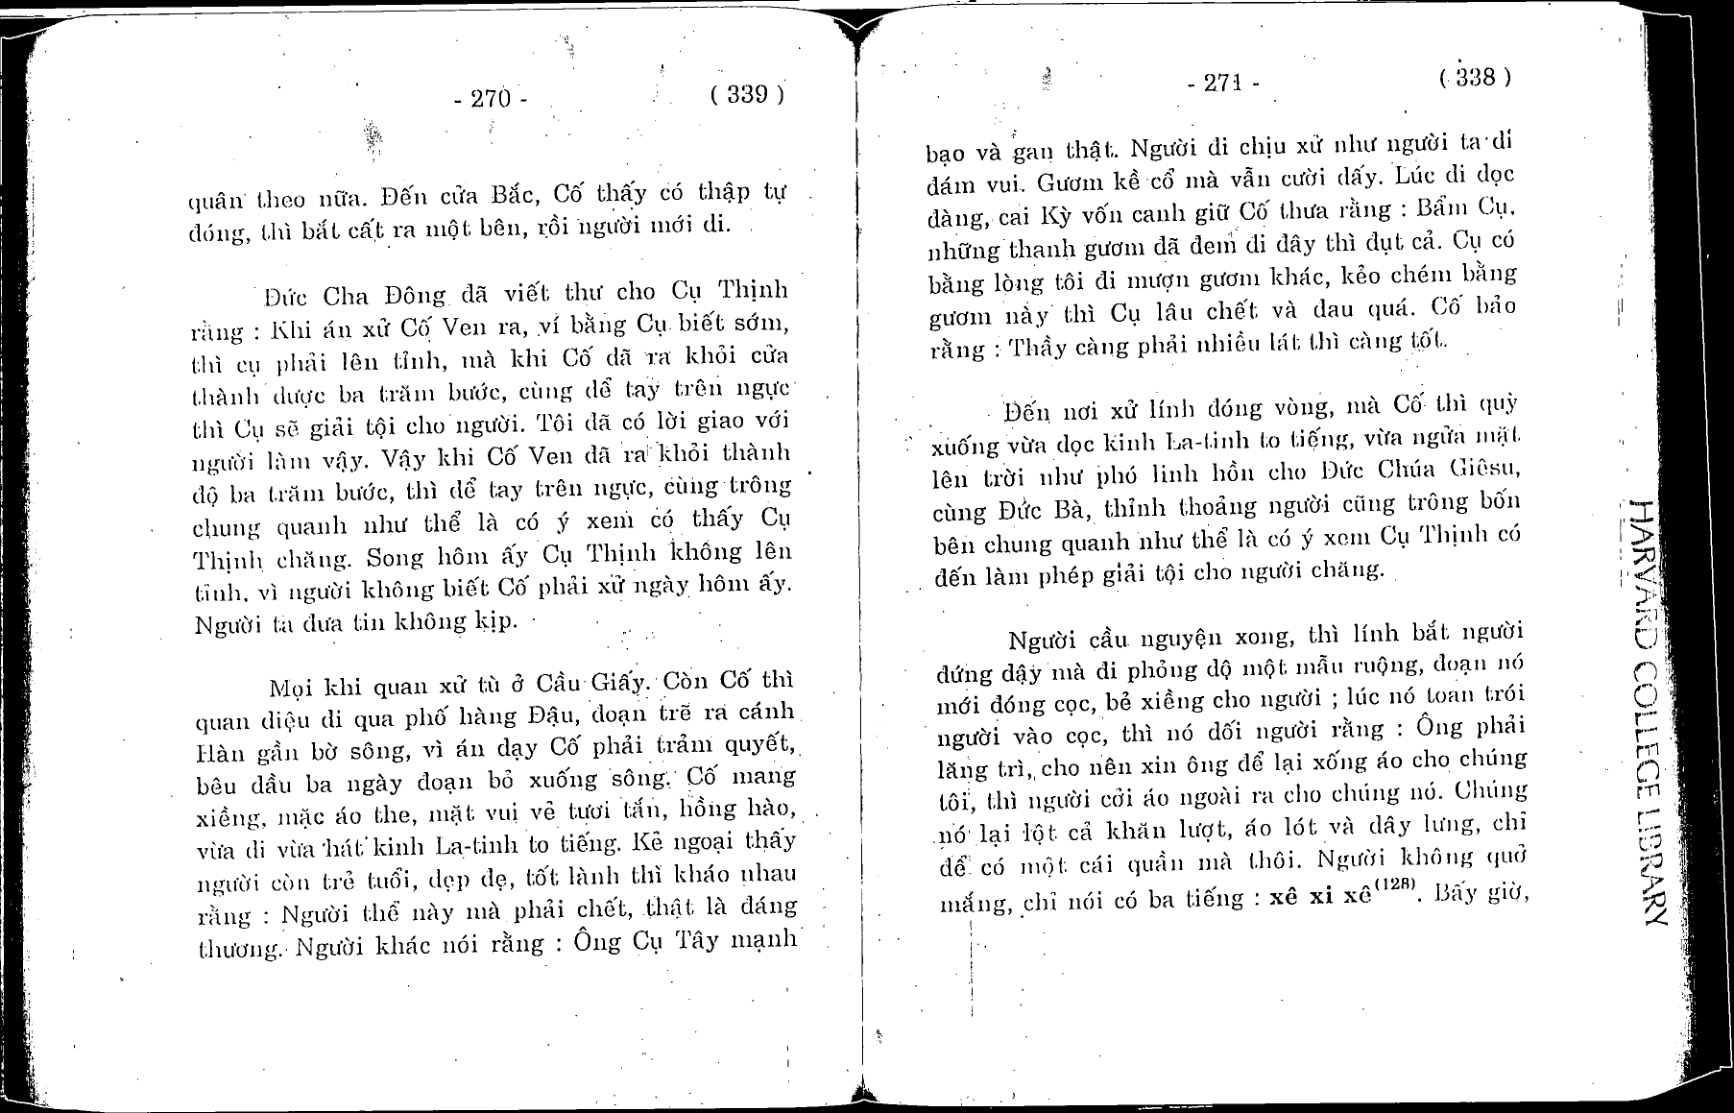 - 270 - ( 339 )
quân theo nữa. Đến cửa Bắc, Cố thấy có thập tự
đóng, thì bắt cất ra một bên, rồi người mới đi.
Đức Cha Đông đã viết thư cho Cụ Thịnh
rằng : Khi án xử Cố Ven ra, ví bằng Cụ biết sớm,
thì cụ phải lên tỉnh, mà khi Cố đã ra khỏi cửa
thành được ba trăm bước, cùng để tay trên ngực
thì Cụ sẽ giải tội cho người. Tôi đã có lời giao với
người làm vậy. Vậy khi Cố Ven đã ra khỏi thành
độ ba trăm bước, thì để tay trên ngực, cùng trông
chung quanh như thể là có ý xem có thấy Cụ
Thịnh chăng. Song hôm ấy Cụ Thịnh không lên
tỉnh, vì người không biết Cố phải xử ngày hôm ấy.
Người ta đưa tin không kịp.
Mọi khi quan xử tù ở Cầu Giấy. Còn Cố thì
quan điệu đi qua phố hàng Đậu, đoạn trẽ ra cánh
Hàn gần bờ sông, vì án dạy Cố phải trảm quyết,
bêu đầu ba ngày đoạn bỏ xuống sông. Cố mang
xiềng, mặc áo the, mặt vui vẻ tươi tắn, hồng hào,
vừa đi vừa hát kinh La-tinh to tiếng. Kẻ ngoại thấy
người còn trẻ tuổi, đẹp đẽ, tốt lành thì kháo nhau
rằng : Người thể này mà phải chết, thật là đáng
thương. Người khác nói rằng : Ông Cụ Tây mạnh
- 271 - ( 338 )
bạo và gan thật. Người đi chịu xử như người ta đi
đám vui. Gươm kề cổ mà vẫn cười đấy. Lúc đi dọc
đàng, cai Kỳ vốn canh giữ Cố thưa rằng : Bẩm Cụ,
những thanh gươm đã đem đi đây thì đụt cả. Cụ có
bằng lòng tôi đi mượn gươm khác, kẻo chém bằng
gươm này thì Cụ lâu chết và đau quá. Cố bảo
rằng : Thầy càng phải nhiều lát thì càng tốt.
Đến nơi xử lính đóng vòng, mà Cố thì quỳ
xuống vừa đọc kinh La-tinh to tiếng, vừa ngửa mặt
lên trời như phó linh hồn cho Đức Chúa Giêsu,
cùng Đức Bà, thỉnh thoảng người cũng trông bốn
bên chung quanh như thể là có ý xem Cụ Thịnh có
đến làm phép giải tội cho người chăng.
Người cầu nguyện xong, thì lính bắt người
đứng dậy mà đi phỏng độ một mẫu ruộng, đoạn nó
mới đóng cọc, bẻ xiềng cho người ; lúc nó toan trói
người vào cọc, thì nó dối người rằng : Ông phải
lăng trì, cho nên xin ông để lại xống áo cho chúng
tôi, thì người cởi áo ngoài ra cho chúng nó. Chúng
nó lại lột cả khăn lượt, áo lót và dây lưng, chỉ
để có một cái quần mà thôi. Người không quở
mắng, chỉ nói có ba tiếng : xê xi xê(128). Bấy giờ,
HARVARD COLLEGE LIBRARY